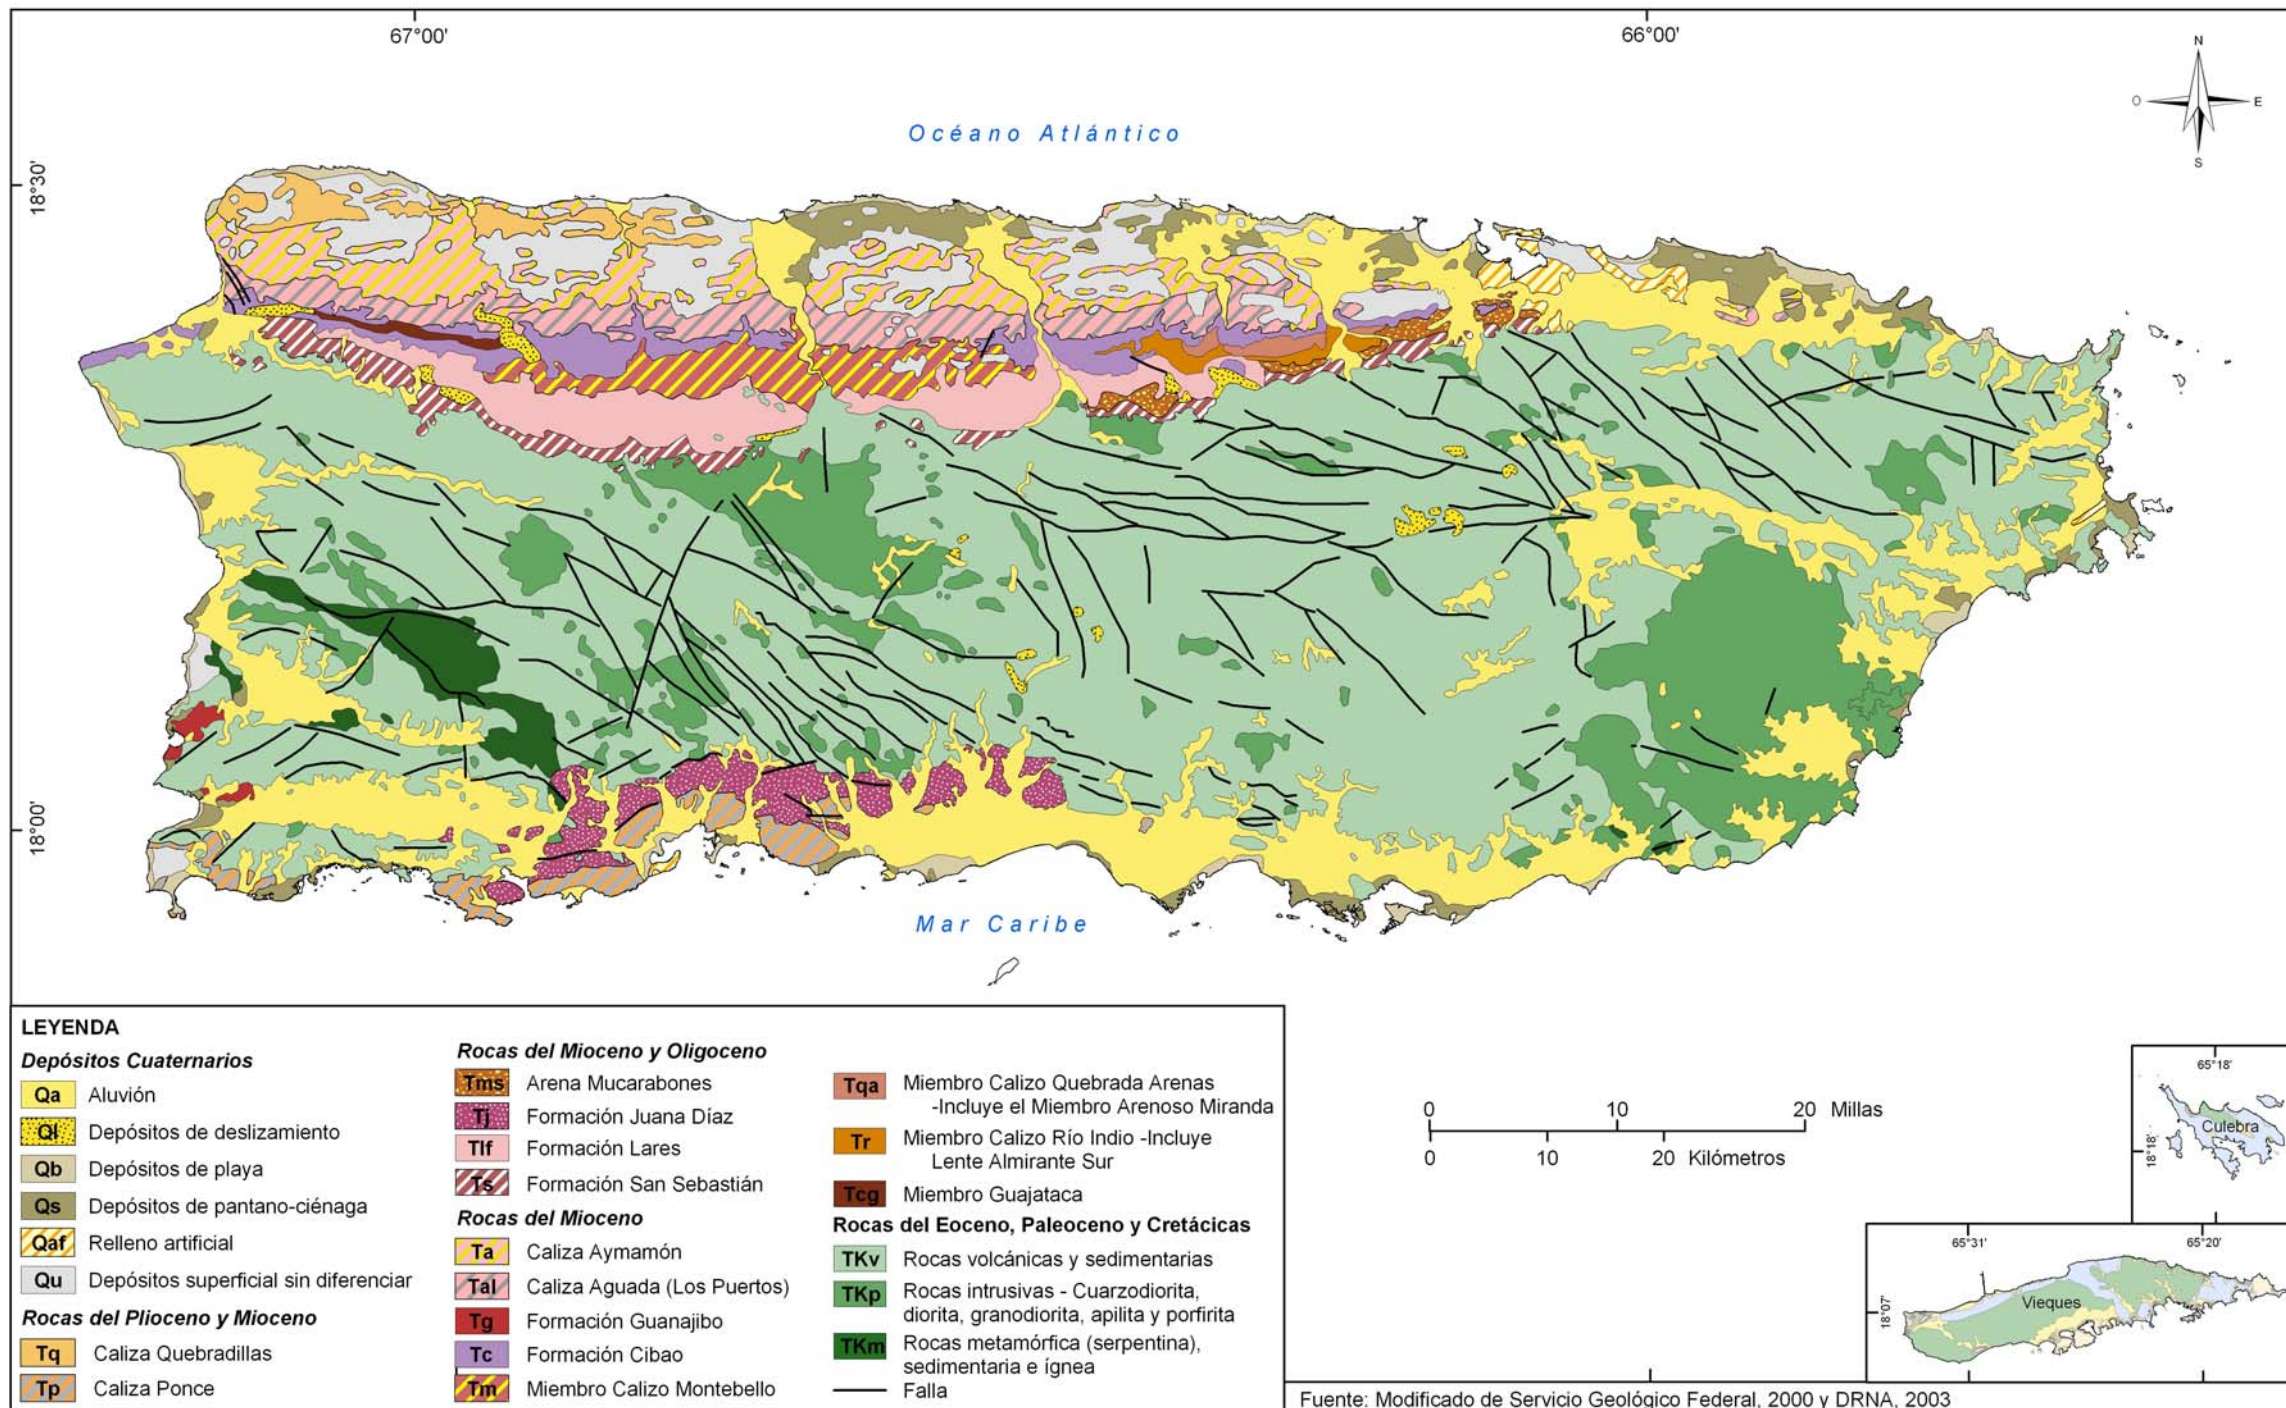 67°00'
66°00'
N
O
E
S
Océano Atlántico
18°30'
18°00'
Mar Caribe
LEYENDA
Depósitos Cuaternarios
Qa Aluvión
Ql Depósitos de deslizamiento
Qb Depósitos de playa
Qs Depósitos de pantano-ciénaga
Qaf Relleno artificial
Qu Depósitos superficial sin diferenciar
Rocas del Plioceno y Mioceno
Tq Caliza Quebradillas
Tp Caliza Ponce
Rocas del Mioceno y Oligoceno
Tms Arena Mucarabones
Tj Formación Juana Díaz
Tlf Formación Lares
Ts Formación San Sebastián
Rocas del Mioceno
Ta Caliza Aymamón
Tal Caliza Aguada (Los Puertos)
Tg Formación Guanajibo
Tc Formación Cibao
Tm Miembro Calizo Montebello
Tqa Miembro Calizo Quebrada Arenas
-Incluye el Miembro Arenoso Miranda
Tr Miembro Calizo Río Indio -Incluye
Lente Almirante Sur
Tcg Miembro Guajataca
Rocas del Eoceno, Paleoceno y Cretácicas
TKv Rocas volcánicas y sedimentarias
TKp Rocas intrusivas - Cuarzodiorita,
diorita, granodiorita, apilita y porfirita
TKm Rocas metamórfica (serpentina),
sedimentaria e ígnea
Falla
0 10 20 Millas
0 10 20 Kilómetros
65°18'
18°18'
Culebra
65°31'
65°20'
18°07'
Vieques
Fuente: Modificado de Servicio Geológico Federal, 2000 y DRNA, 2003